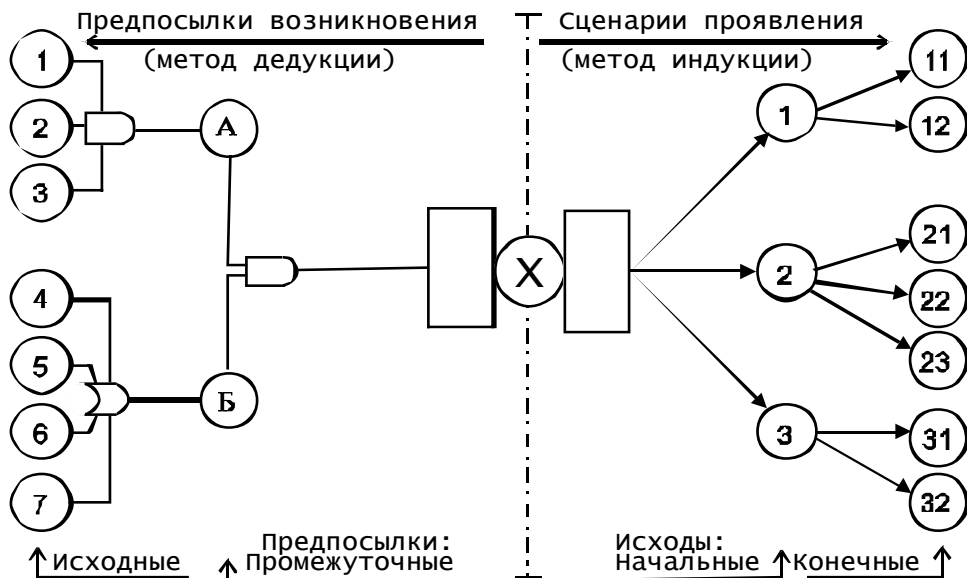 Предпосылки возникновения
(метод дедукции)
Сценарии проявления
(метод индукции)
1
2
3
4
5
6
7
А
Б
X
1
2
3
11
12
21
22
23
31
32
Исходные
Предпосылки:
Промежуточные
Исходы:
Начальные
Конечные